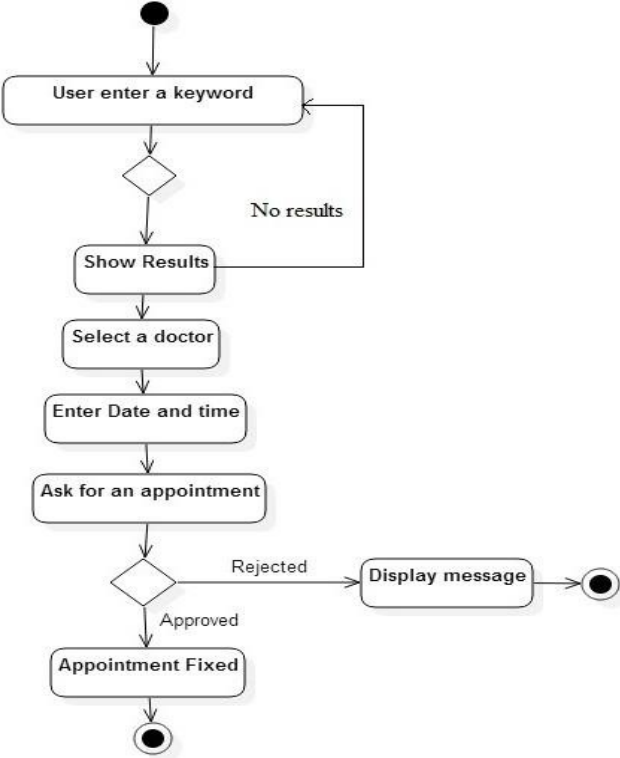 User enter a keyword
No results
Show Results
Select a doctor
Enter Date and time
Ask for an appointment
Rejected
Display message
Approved
Appointment Fixed